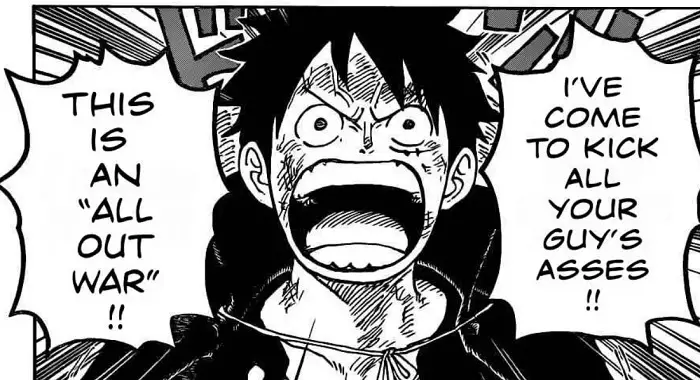 I'VE
COME
TO KICK
ALL
YOUR
GUY'S
ASSES
!!
THIS
IS
AN
"ALL
OUT
WAR"
!!